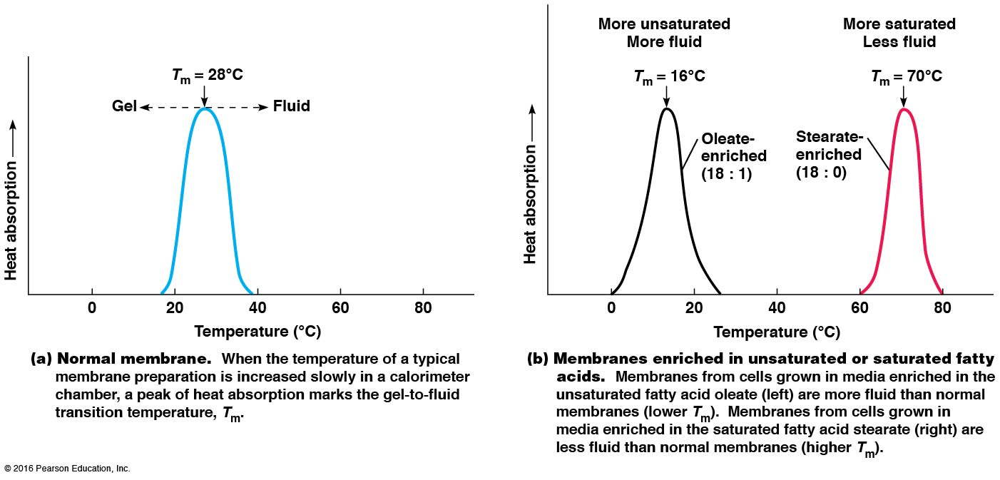 Tm = 28°C
Gel
Fluid
Heat absorption
0 20 40 60 80
Temperature (°C)
(a) Normal membrane. When the temperature of a typical
membrane preparation is increased slowly in a calorimeter
chamber, a peak of heat absorption marks the gel-to-fluid
transition temperature, Tm.
More unsaturated
More fluid
Tm = 16°C
Oleate-
enriched
(18 : 1)
More saturated
Less fluid
Tm = 70°C
Stearate-
enriched
(18 : 0)
Heat absorption
0 20 40 60 80
Temperature (°C)
(b) Membranes enriched in unsaturated or saturated fatty
acids. Membranes from cells grown in media enriched in the
unsaturated fatty acid oleate (left) are more fluid than normal
membranes (lower Tm). Membranes from cells grown in
media enriched in the saturated fatty acid stearate (right) are
less fluid than normal membranes (higher Tm).
© 2016 Pearson Education, Inc.